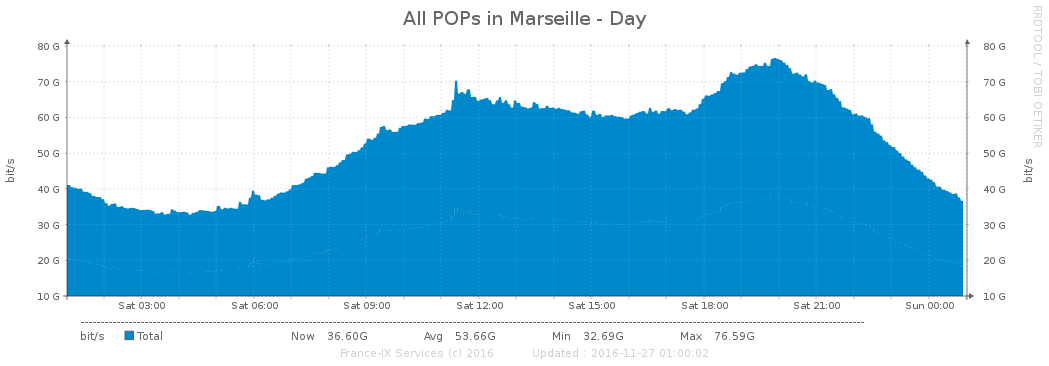 All POPs in Marseille - Day
RRDTOOL / TOBI OETIKER
80 G 80 G
70 G 70 G
60 G 60 G
50 G 50 G
bit/s bit/s
40 G 40 G
30 G 30 G
20 G 20 G
10 G 10 G
Sat 03:00 Sat 06:00 Sat 09:00 Sat 12:00 Sat 15:00 Sat 18:00 Sat 21:00 Sun 00:00
bit/s Total Now 36.60G Avg 53.66G Min 32.69G Max 76.59G
France-IX Services (c) 2016 Updated : 2016-11-27 01:00:02